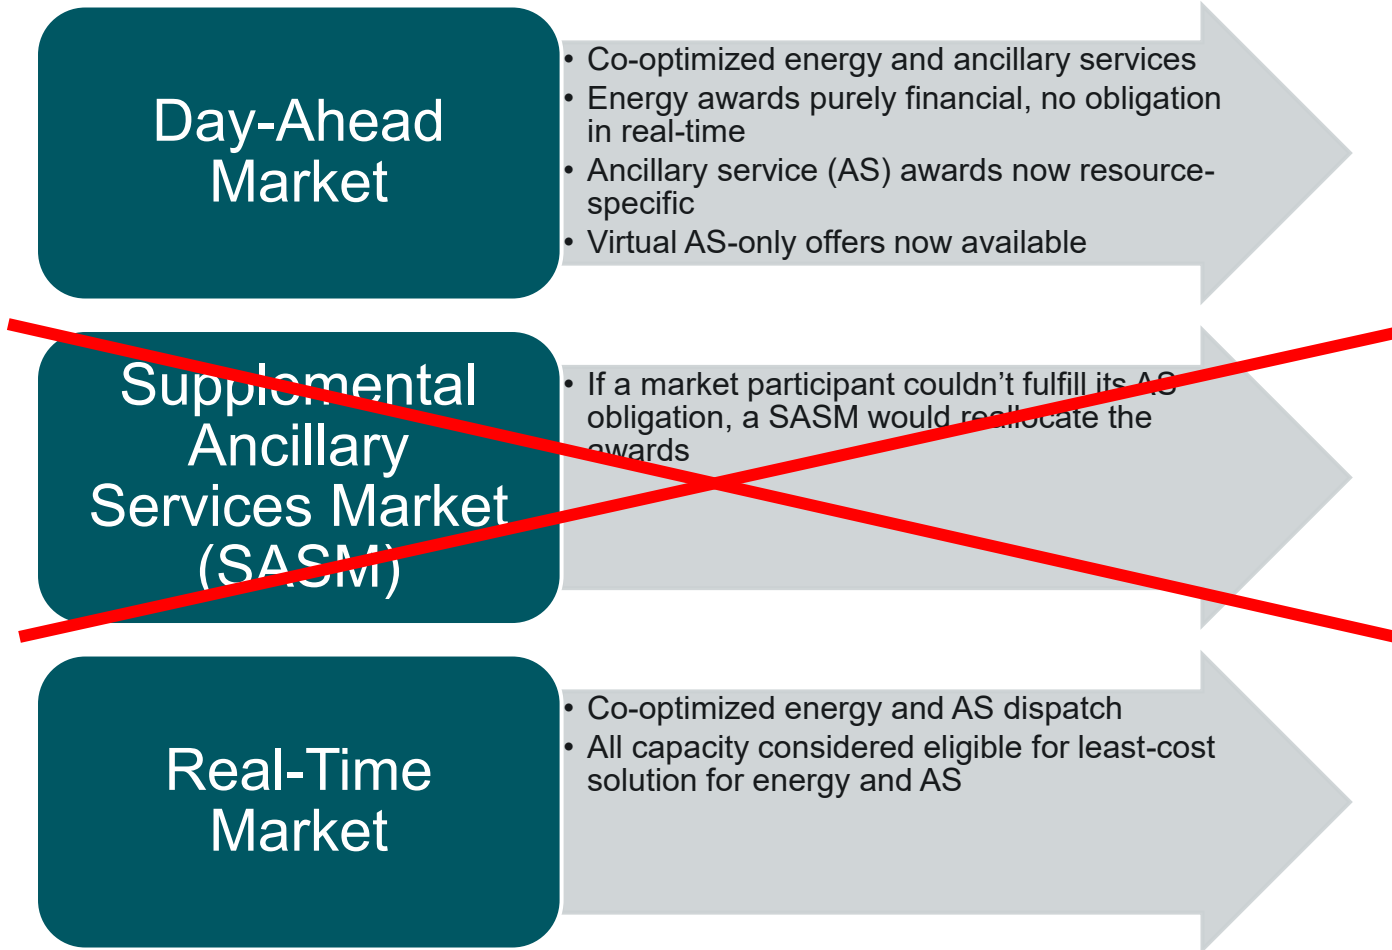 Day-Ahead
Market
• Co-optimized energy and ancillary services
• Energy awards purely financial, no obligation
in real-time
• Ancillary service (AS) awards now resource-
specific
• Virtual AS-only offers now available
Supplemental
Ancillary
Services Market
(SASM)
• If a market participant couldn’t fulfill its AS
obligation, a SASM would reallocate the
awards
Real-Time
Market
• Co-optimized energy and AS dispatch
• All capacity considered eligible for least-cost
solution for energy and AS